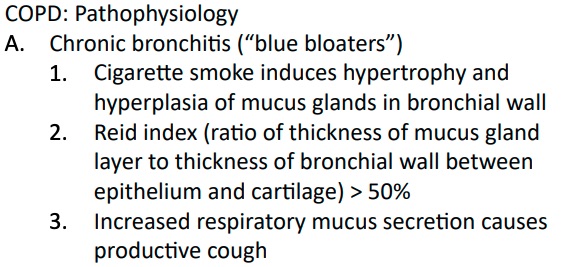 COPD: Pathophysiology
A. Chronic bronchitis (“blue bloaters”)
1. Cigarette smoke induces hypertrophy and
hyperplasia of mucus glands in bronchial wall
2. Reid index (ratio of thickness of mucus gland
layer to thickness of bronchial wall between
epithelium and cartilage) > 50%
3. Increased respiratory mucus secretion causes
productive cough